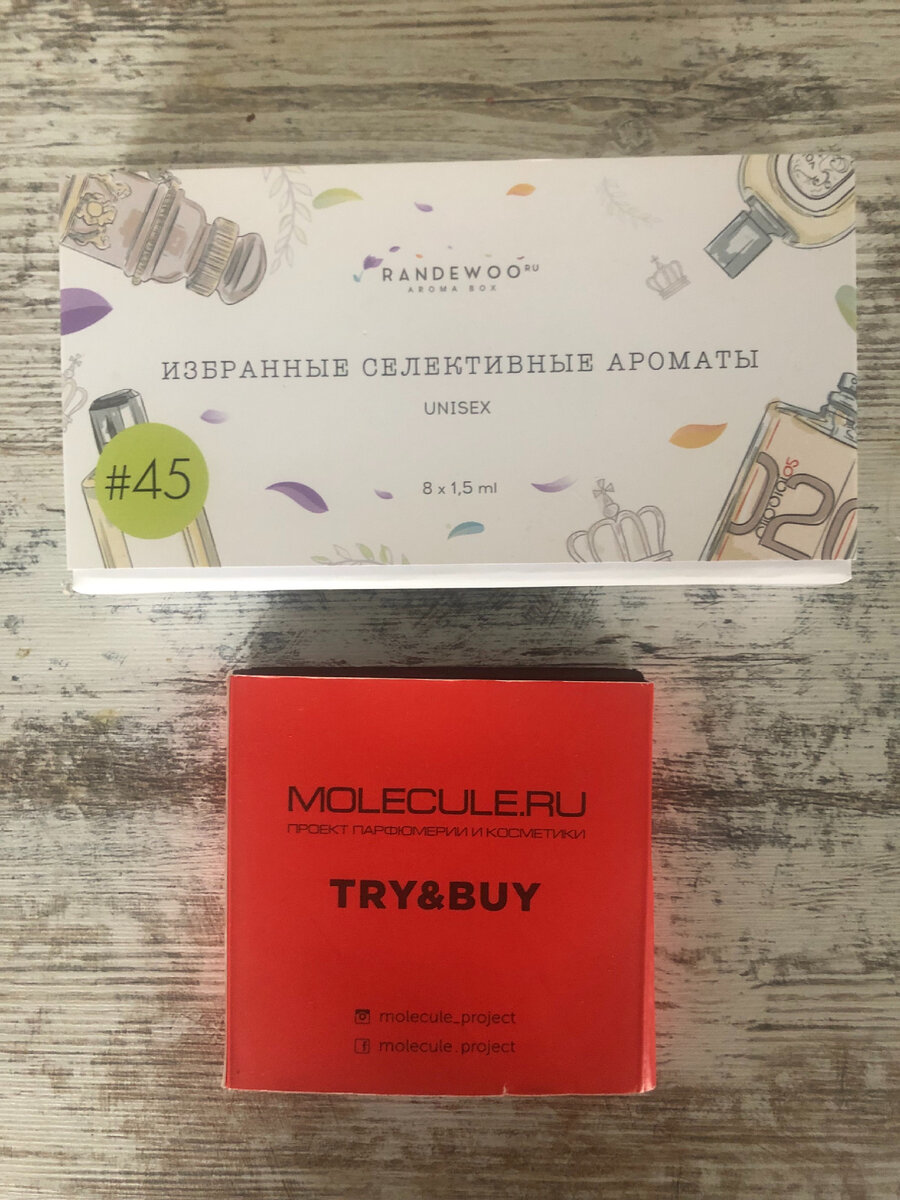 RANDEWOO RU
AROMA BOX
ИЗБРАННЫЕ СЕЛЕКТИВНЫЕ АРОМАТЫ
UNISEX
#45
8 x 1,5 ml
MOLECULE.RU
ПРОЕКТ ПАРФЮМЕРИИ И КОСМЕТИКИ
TRY&BUY
molecule_project
molecule.project